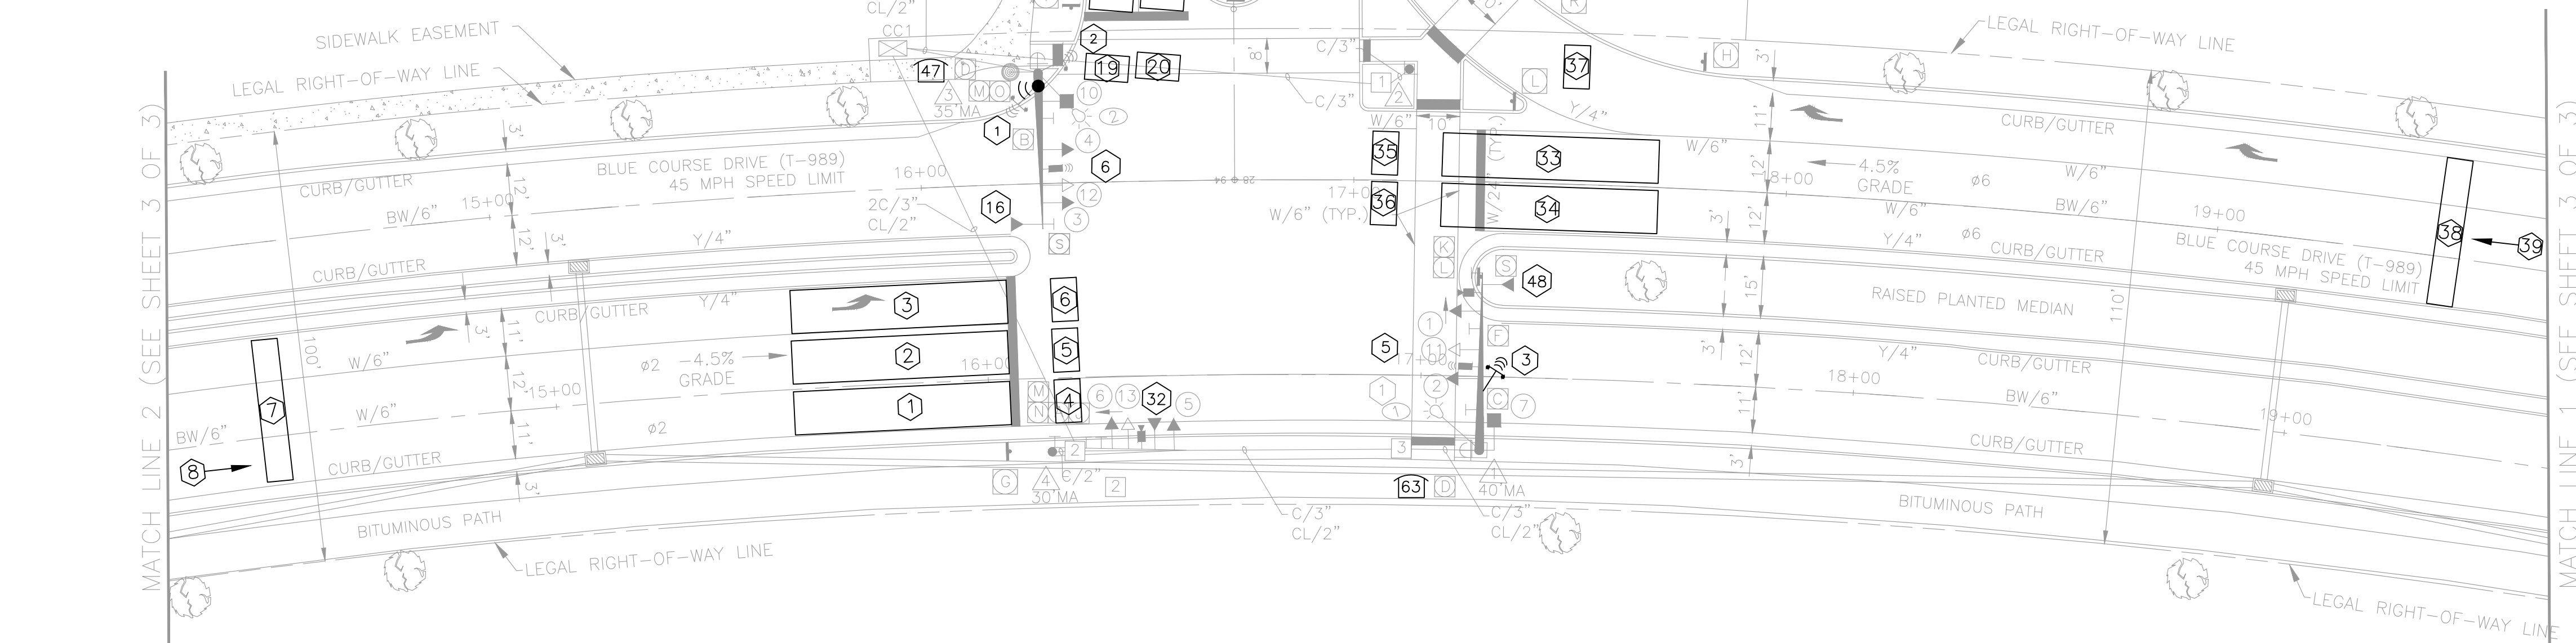 CL/2"
CC1
R
SIDEWALK EASEMENT
LEGAL RIGHT-OF-WAY LINE
LEGAL RIGHT-OF-WAY LINE
MATCH LINE 2 (SEE SHEET 3 OF 3)
MATCH LINE 1 (SEE SHEET 3 OF 3)
2
47
D
19
20
8'
C/3"
37
L
H
3'
3
35'MA
M
O
10
C/3"
1
2
Y/4"
11'
3'
1
B
2
4
W/6"
10'
(TYP.)
CURB/GUTTER
BLUE COURSE DRIVE (T-989)
45 MPH SPEED LIMIT
CURB/GUTTER
12'
16+00
6
35
33
W/6"
12'
4.5%
GRADE
18+00
ø6
W/6"
15+00
BW/6"
16
12
3
2C/3"
CL/2"
28+94
17+00
36
W/6" (TYP.)
W/24"
34
3'
12'
W/6"
BW/6"
19+00
38
39
12'
3'
Y/4"
S
K
L
S
Y/4"
ø6
CURB/GUTTER
BLUE COURSE DRIVE (T-989)
45 MPH SPEED LIMIT
CURB/GUTTER
Y/4"
3
6
48
15'
RAISED PLANTED MEDIAN
110'
CURB/GUTTER
3'
11'
100'
W/6"
ø2
-4.5%
GRADE
2
16+00
5
5
1
F
11
17+00
3
3'
12'
Y/4"
CURB/GUTTER
7
12'
15+00
W/6"
1
M
N
4
6
13
32
5
1
2
1
C
7
18+00
11'
BW/6"
19+00
BW/6"
11'
ø2
CURB/GUTTER
8
CURB/GUTTER
3'
2
3
3'
G
4
30'MA
C/2"
2
63
D
1
40'MA
BITUMINOUS PATH
BITUMINOUS PATH
C/3"
CL/2"
C/3"
CL/2"
LEGAL RIGHT-OF-WAY LINE
LEGAL RIGHT-OF-WAY LINE